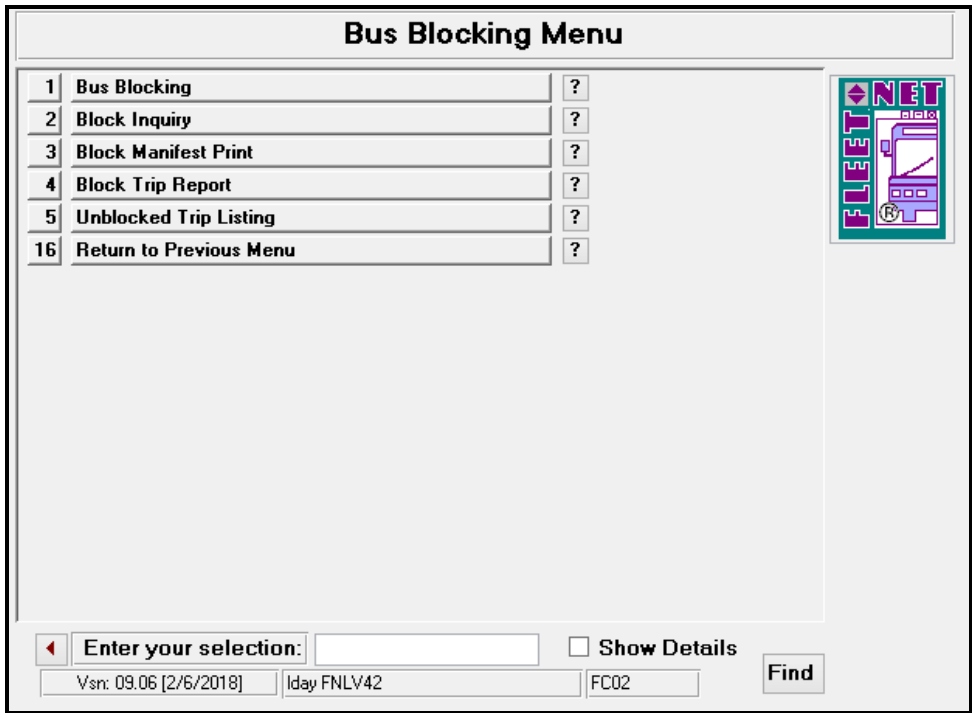 Bus Blocking Menu
1 Bus Blocking ?
2 Block Inquiry ?
3 Block Manifest Print ?
4 Block Trip Report ?
5 Unblocked Trip Listing ?
16 Return to Previous Menu ?
NET
FLEET
®
Enter your selection: Show Details
Find
Vsn: 09.06 [2/6/2018] lday FNLV42 FC02